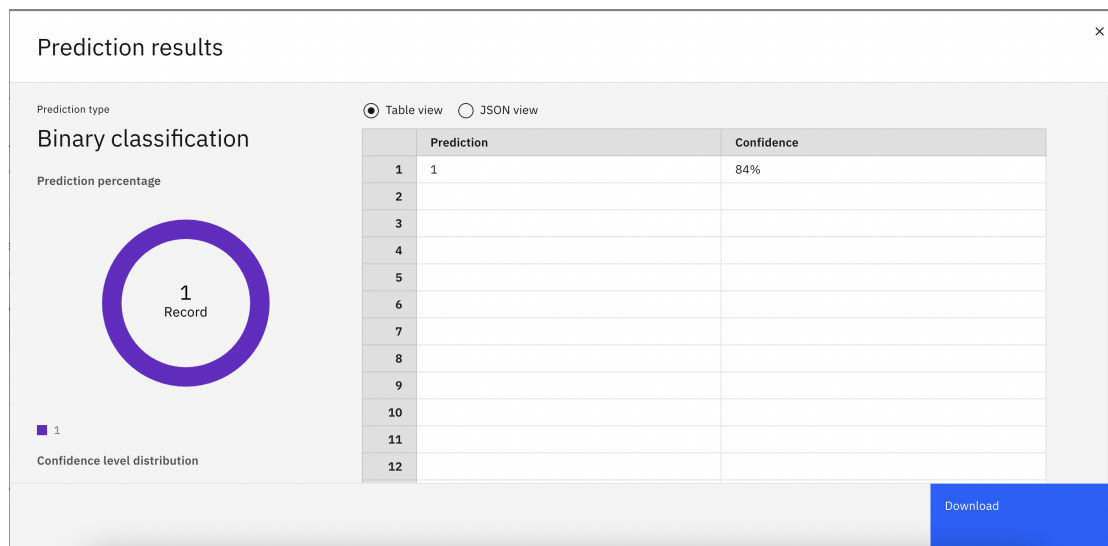 Prediction results
×
Prediction type
Binary classification
Prediction percentage
1
Record
1
Confidence level distribution
Table view JSON view
Prediction Confidence
1 1 84%
2
3
4
5
6
7
8
9
10
11
12
Download